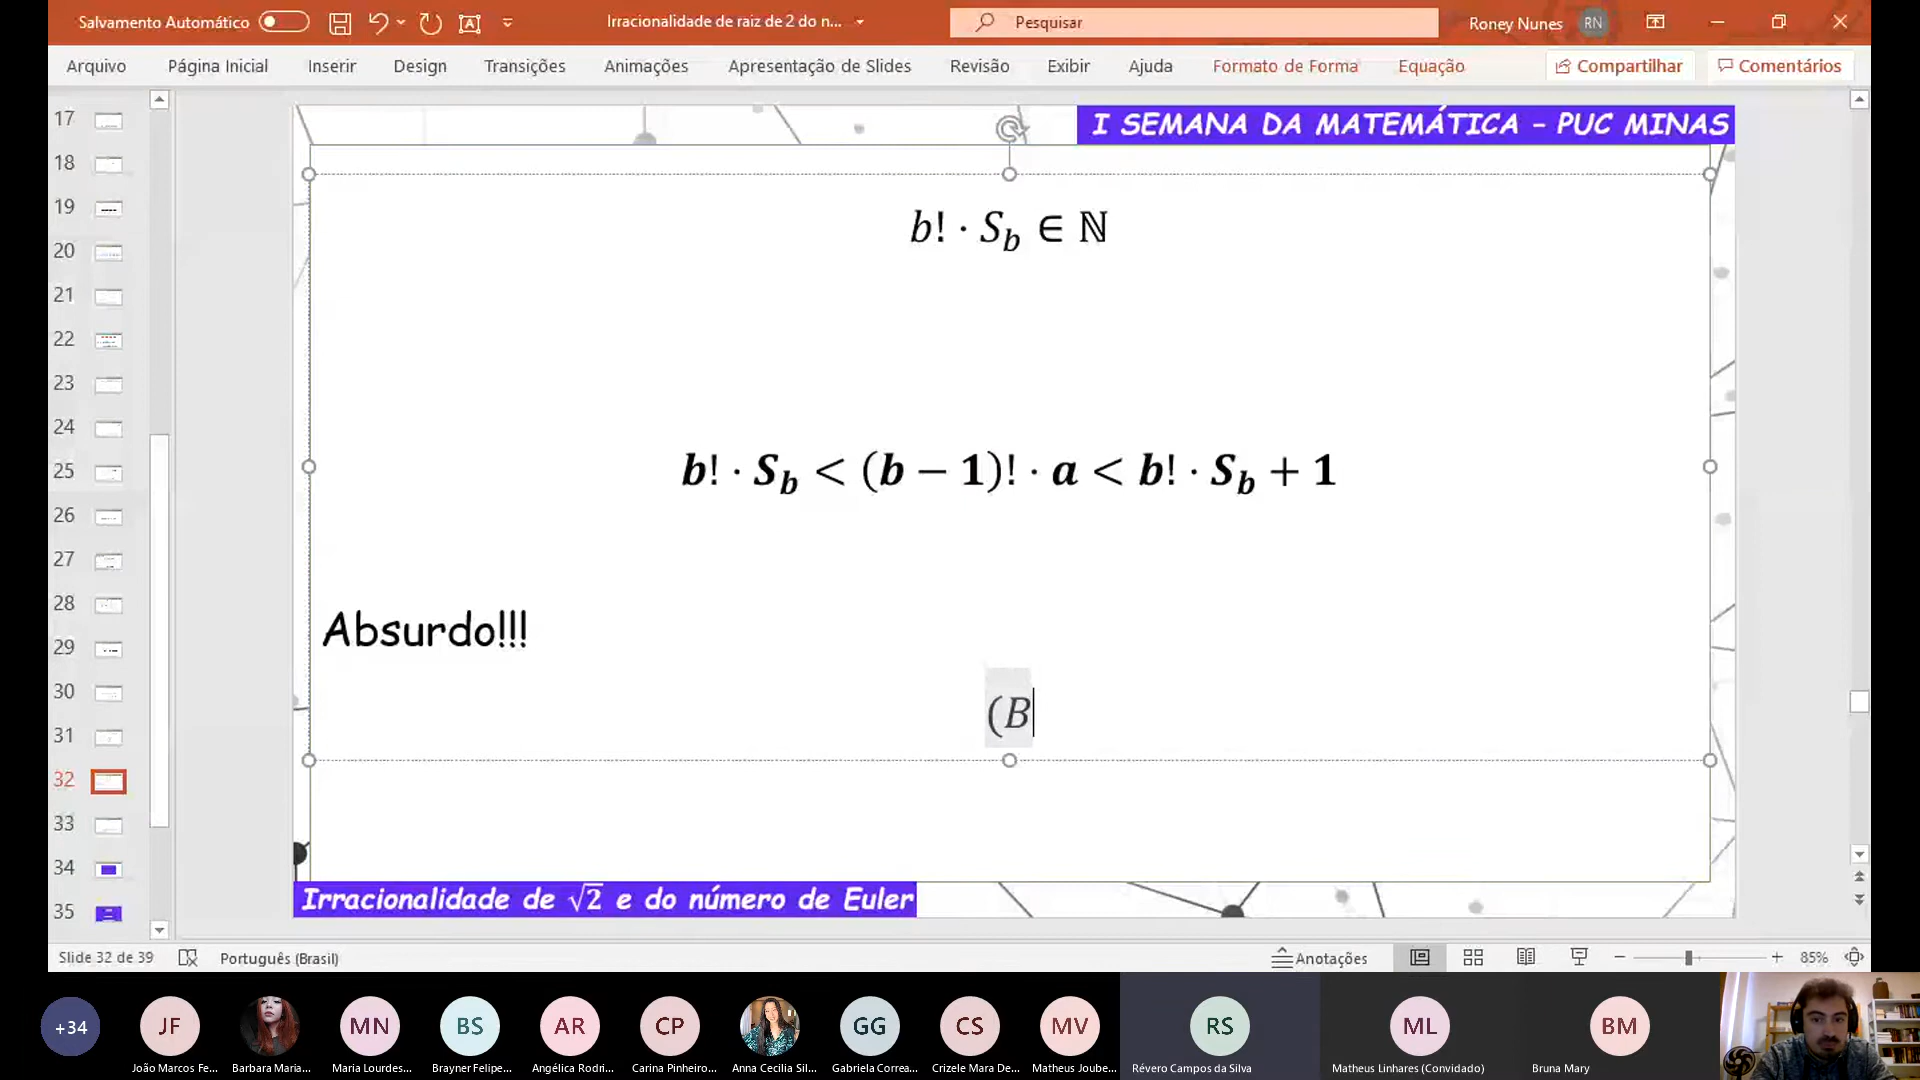 Salvamento Automático
Irracionalidade de raiz de 2 do n...
Pesquisar
Roney Nunes
RN
Arquivo
Página Inicial
Inserir
Design
Transições
Animações
Apresentação de Slides
Revisão
Exibir
Ajuda
Formato de Forma
Equação
Compartilhar
Comentários
17
18
19
20
21
22
23
24
25
26
27
28
29
30
31
32
33
34
35
I SEMANA DA MATEMÁTICA – PUC MINAS
b! · S_b ∈ ℕ
b! · S_b < (b − 1)! · a < b! · S_b + 1
Absurdo!!!
(B
Irracionalidade de √2 e do número de Euler
Slide 32 de 39
Português (Brasil)
Anotações
85%
+34
JF
MN
BS
AR
CP
GG
CS
MV
RS
ML
BM
João Marcos Fe...
Barbara Maria...
Maria Lourdes...
Brayner Felipe...
Angélica Rodri...
Carina Pinheiro...
Anna Cecilia Sil...
Gabriela Correa...
Crizele Mara De...
Matheus Joube...
Révero Campos da Silva
Matheus Linhares (Convidado)
Bruna Mary